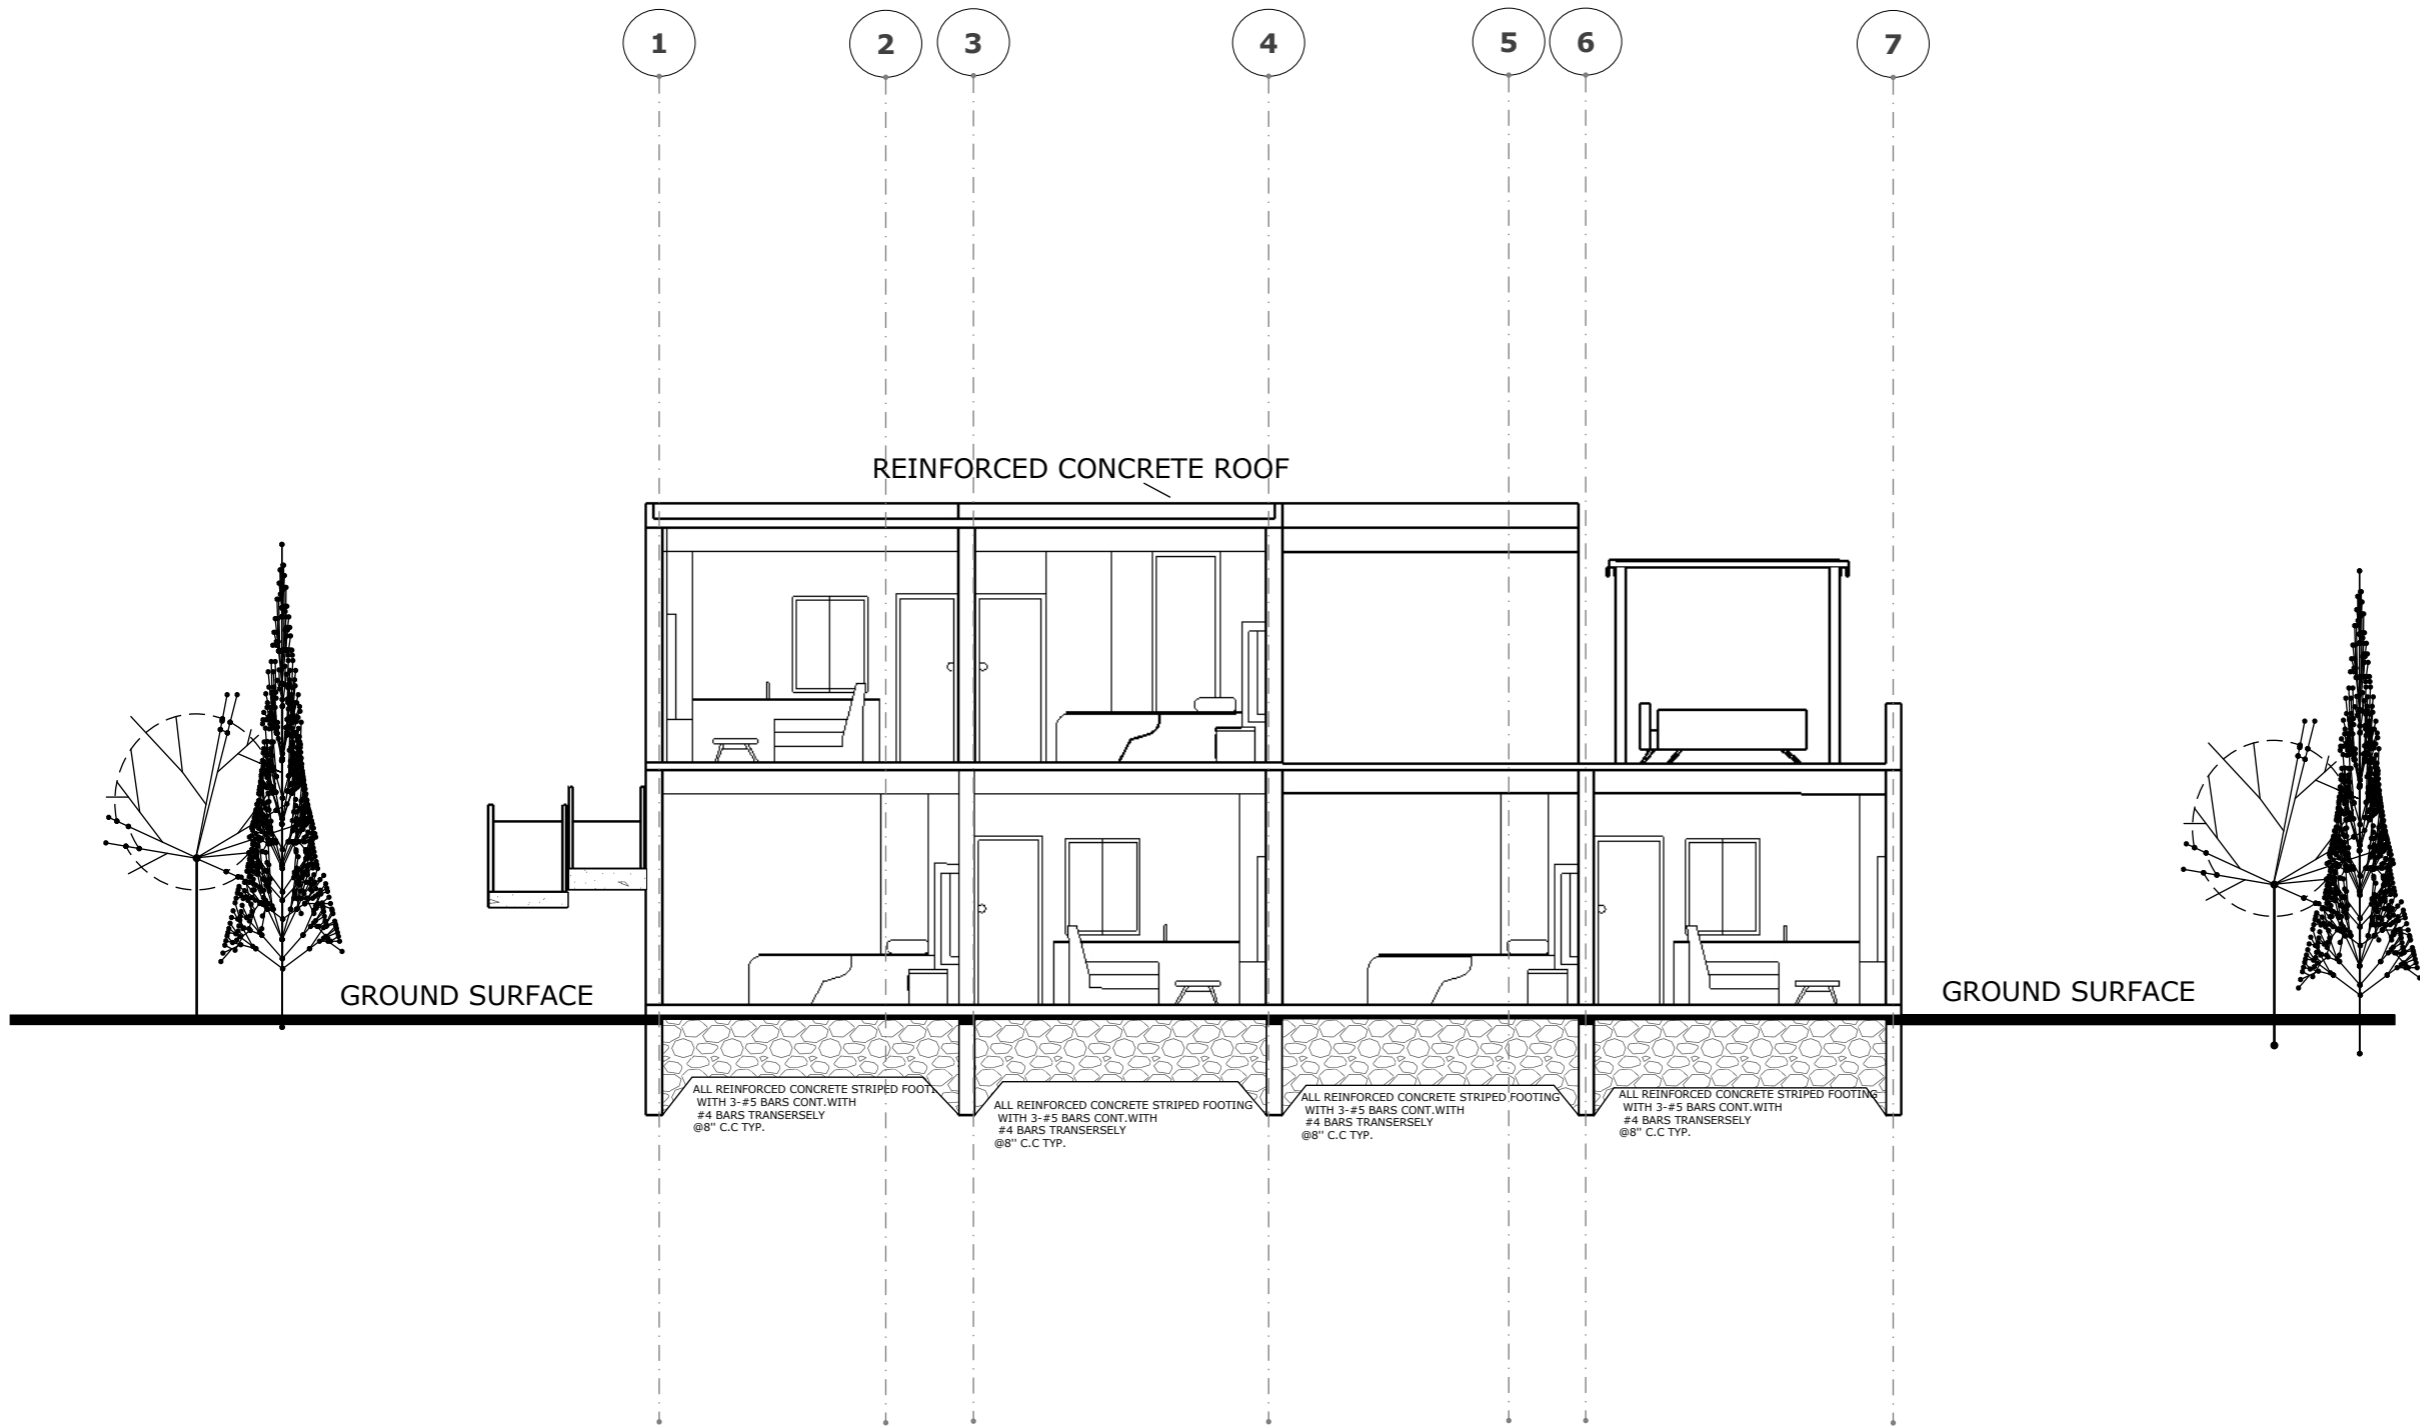 1
2
3
4
5
6
7
REINFORCED CONCRETE ROOF
GROUND SURFACE
GROUND SURFACE
ALL REINFORCED CONCRETE STRIPED FOOTI
WITH 3-#5 BARS CONT.WITH
#4 BARS TRANSERSELY
@8" C.C TYP.
ALL REINFORCED CONCRETE STRIPED FOOTING
WITH 3-#5 BARS CONT.WITH
#4 BARS TRANSERSELY
@8" C.C TYP.
ALL REINFORCED CONCRETE STRIPED FOOTING
WITH 3-#5 BARS CONT.WITH
#4 BARS TRANSERSELY
@8" C.C TYP.
ALL REINFORCED CONCRETE STRIPED FOOTING
WITH 3-#5 BARS CONT.WITH
#4 BARS TRANSERSELY
@8" C.C TYP.